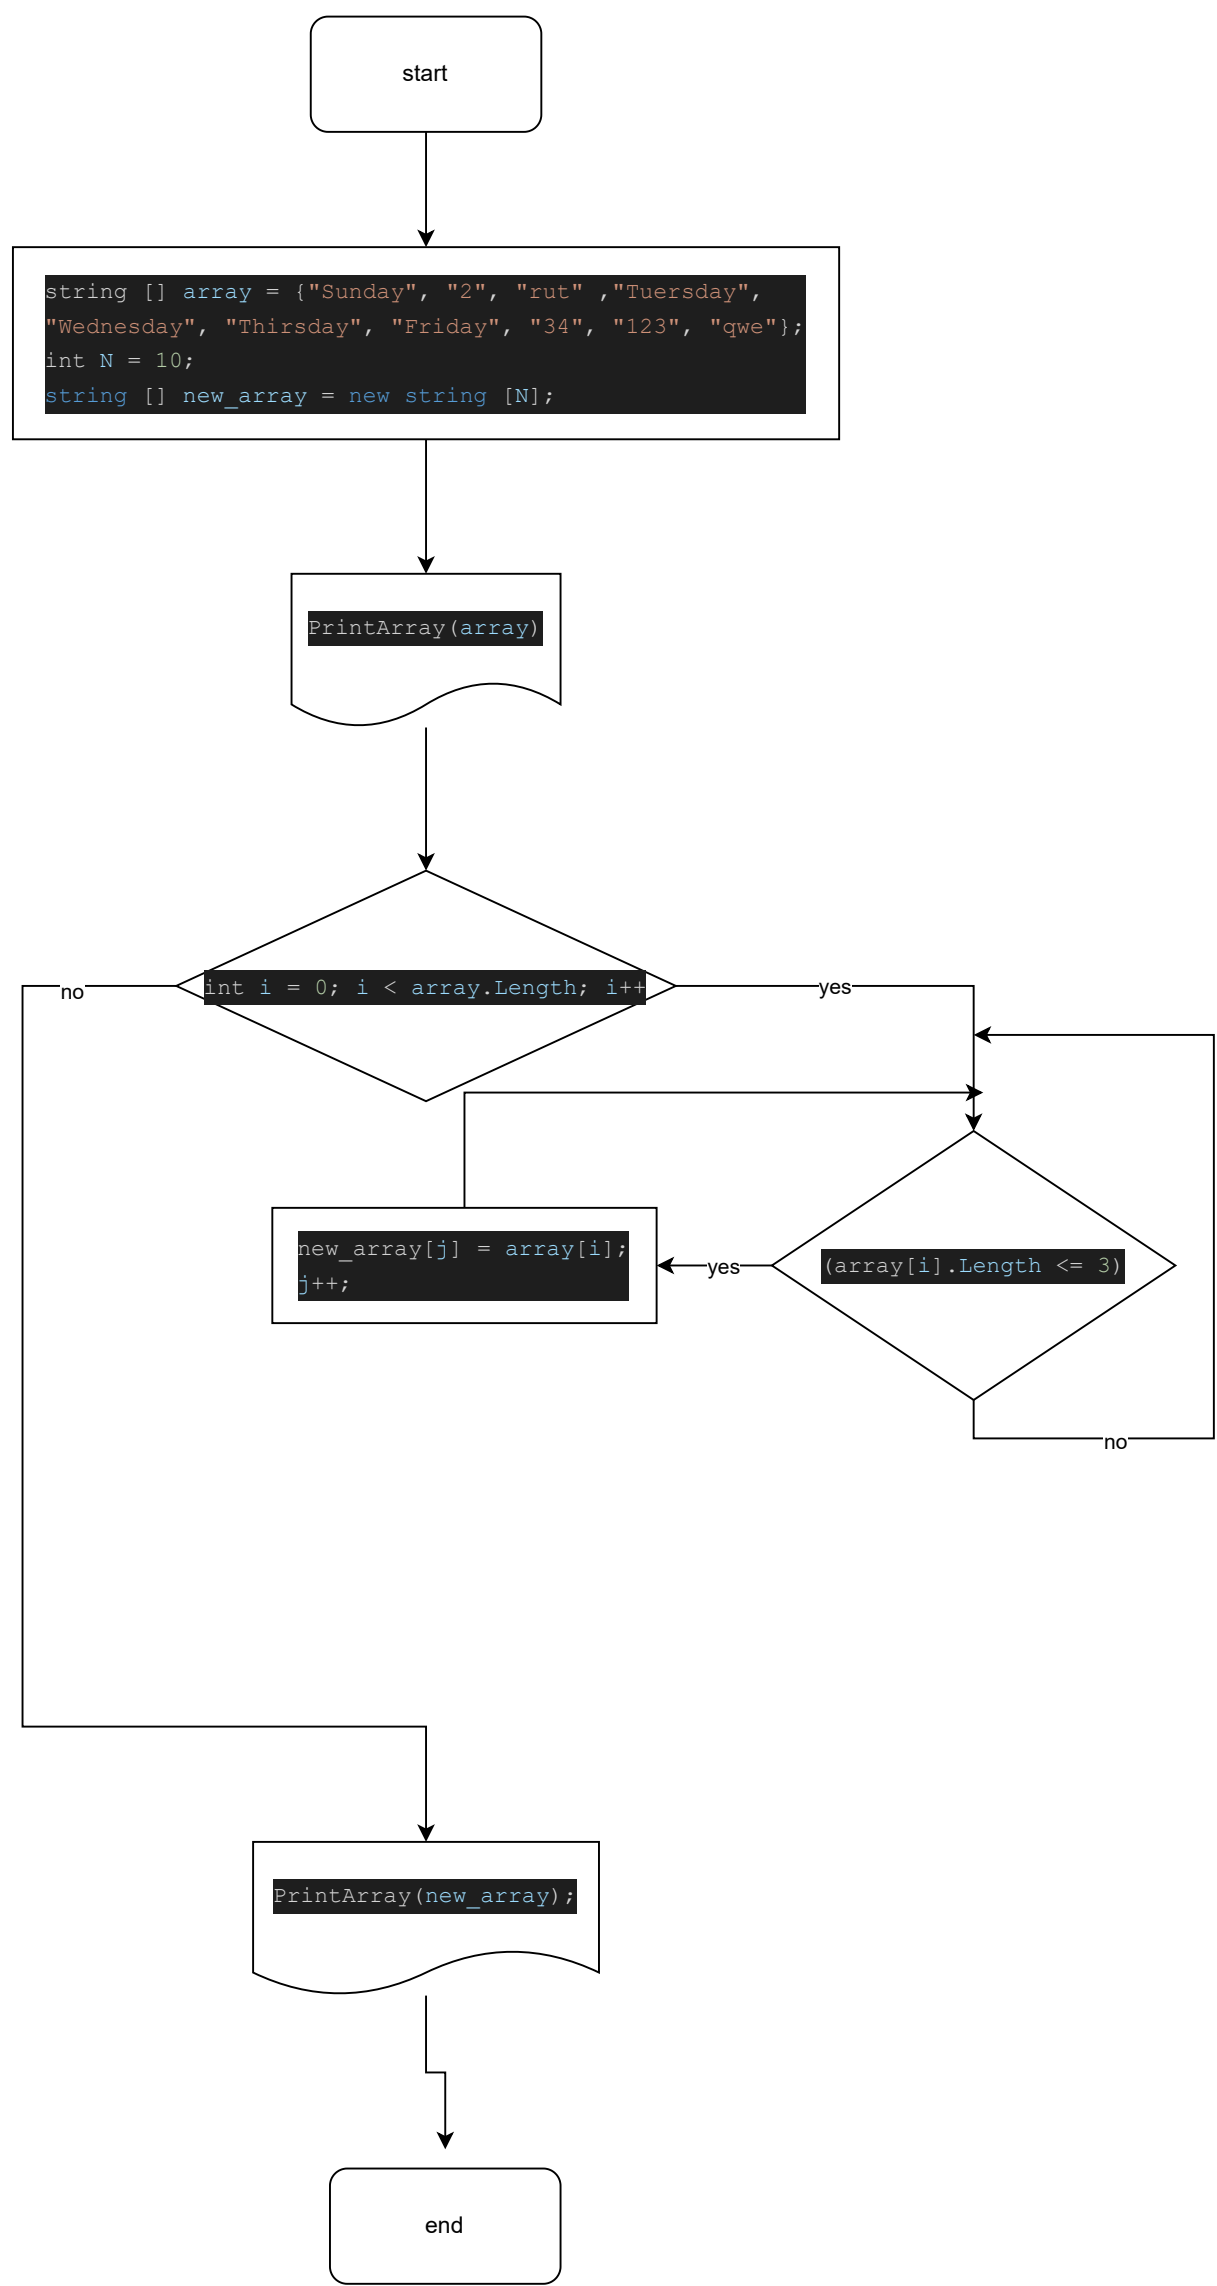 start
string [] array = {"Sunday", "2", "rut" ,"Tuersday",
"Wednesday", "Thirsday", "Friday", "34", "123", "qwe"};
int N = 10;
string [] new_array = new string [N];
PrintArray(array)
int i = 0; i < array.Length; i++
no
yes
new_array[j] = array[i];
j++;
yes
(array[i].Length <= 3)
no
PrintArray(new_array);
end